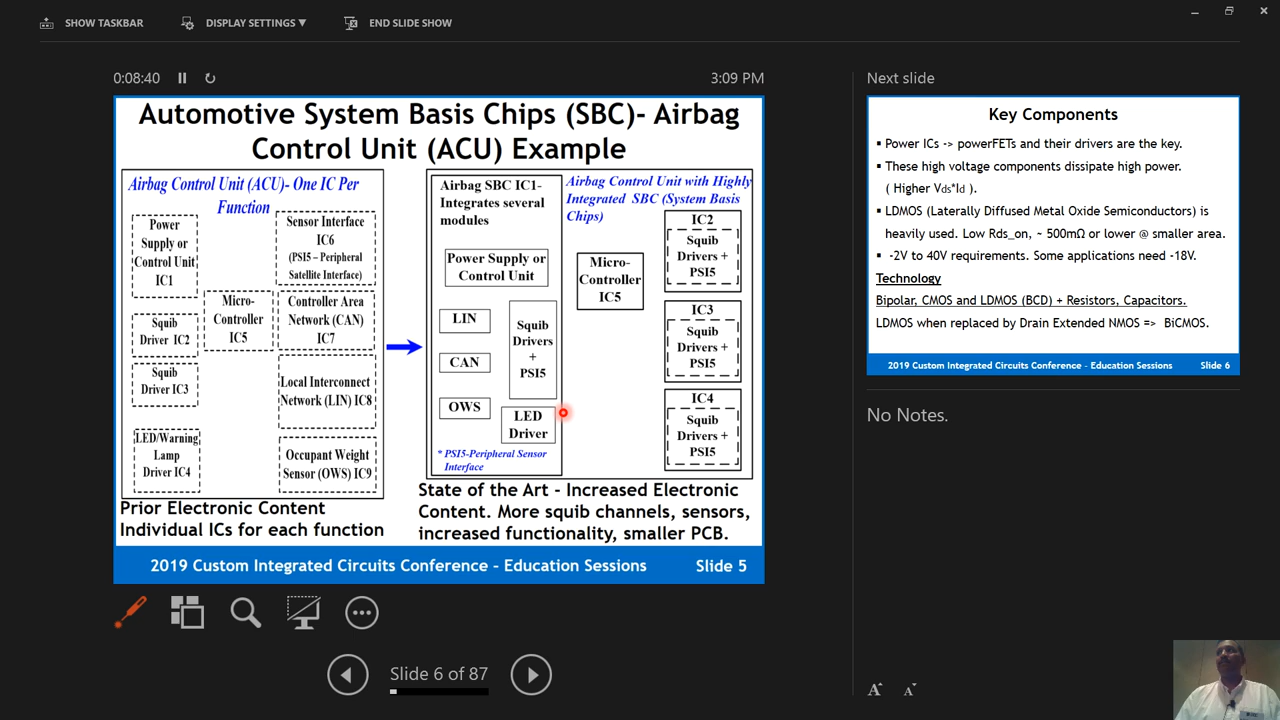 SHOW TASKBAR
DISPLAY SETTINGS ▼
END SLIDE SHOW
0:08:40
3:09 PM
Automotive System Basis Chips (SBC)- Airbag
Control Unit (ACU) Example
Airbag Control Unit (ACU)- One IC Per
Function
Power
Supply or
Control Unit
IC1
Squib
Driver IC2
Squib
Driver IC3
LED/Warning
Lamp
Driver IC4
Micro-
Controller
IC5
Sensor Interface
IC6
(PSI5 – Peripheral
Satellite Interface)
Controller Area
Network (CAN)
IC7
Local Interconnect
Network (LIN) IC8
Occupant Weight
Sensor (OWS) IC9
Prior Electronic Content
Individual ICs for each function
Airbag SBC IC1-
Integrates several
modules
Power Supply or
Control Unit
LIN
CAN
OWS
Squib
Drivers
+
PSI5
LED
Driver
* PSI5-Peripheral Sensor
Interface
Airbag Control Unit with Highly
Integrated SBC (System Basis
Chips)
Micro-
Controller
IC5
IC2
Squib
Drivers +
PSI5
IC3
Squib
Drivers +
PSI5
IC4
Squib
Drivers +
PSI5
State of the Art - Increased Electronic
Content. More squib channels, sensors,
increased functionality, smaller PCB.
2019 Custom Integrated Circuits Conference - Education Sessions
Slide 5
Slide 6 of 87
Next slide
Key Components
▪ Power ICs -> powerFETs and their drivers are the key.
▪ These high voltage components dissipate high power.
( Higher Vds*Id ).
▪ LDMOS (Laterally Diffused Metal Oxide Semiconductors) is
heavily used. Low Rds_on, ~ 500mΩ or lower @ smaller area.
▪ -2V to 40V requirements. Some applications need -18V.
Technology
Bipolar, CMOS and LDMOS (BCD) + Resistors, Capacitors.
LDMOS when replaced by Drain Extended NMOS => BiCMOS.
2019 Custom Integrated Circuits Conference - Education Sessions
Slide 6
No Notes.
A A